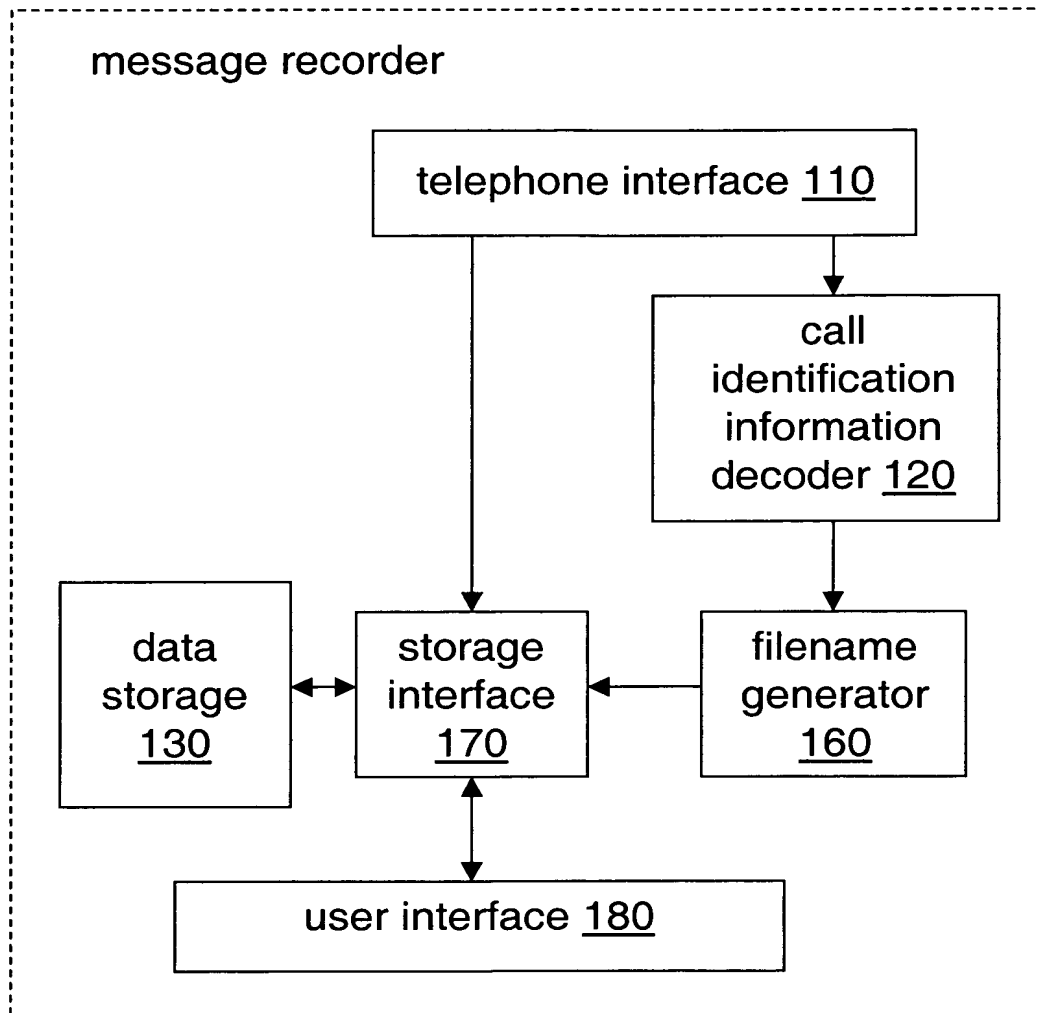 message recorder
telephone interface 110
call
identification
information
decoder 120
data
storage
130
storage
interface
170
filename
generator
160
user interface 180